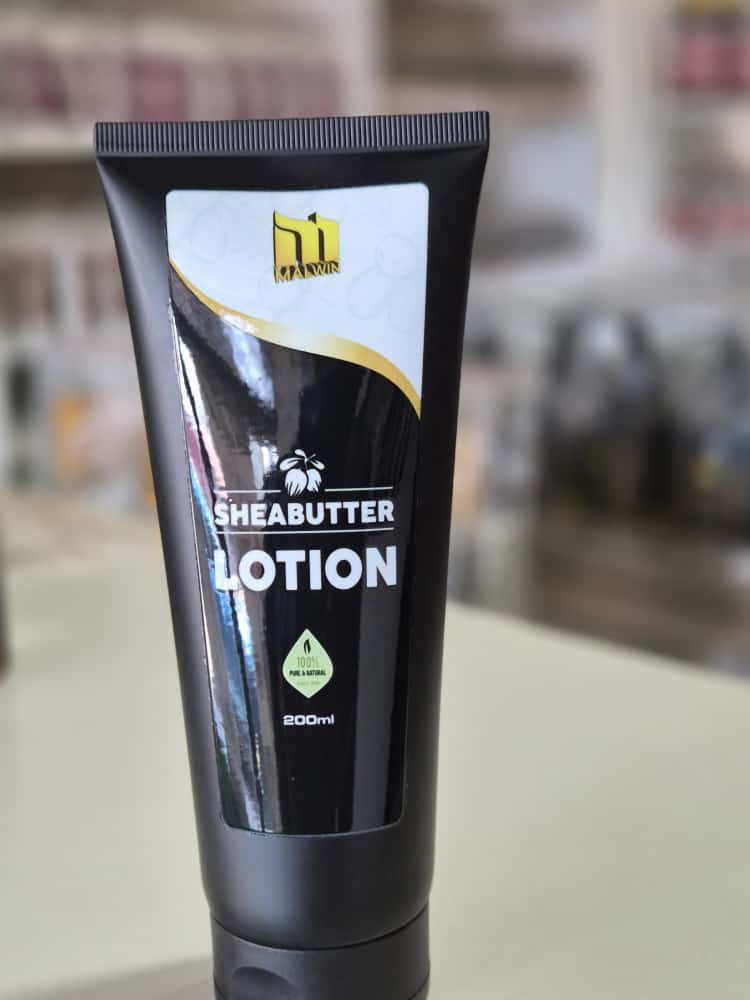 MALWIN
SHEABUTTER
LOTION
100%
PURE & NATURAL
200ml